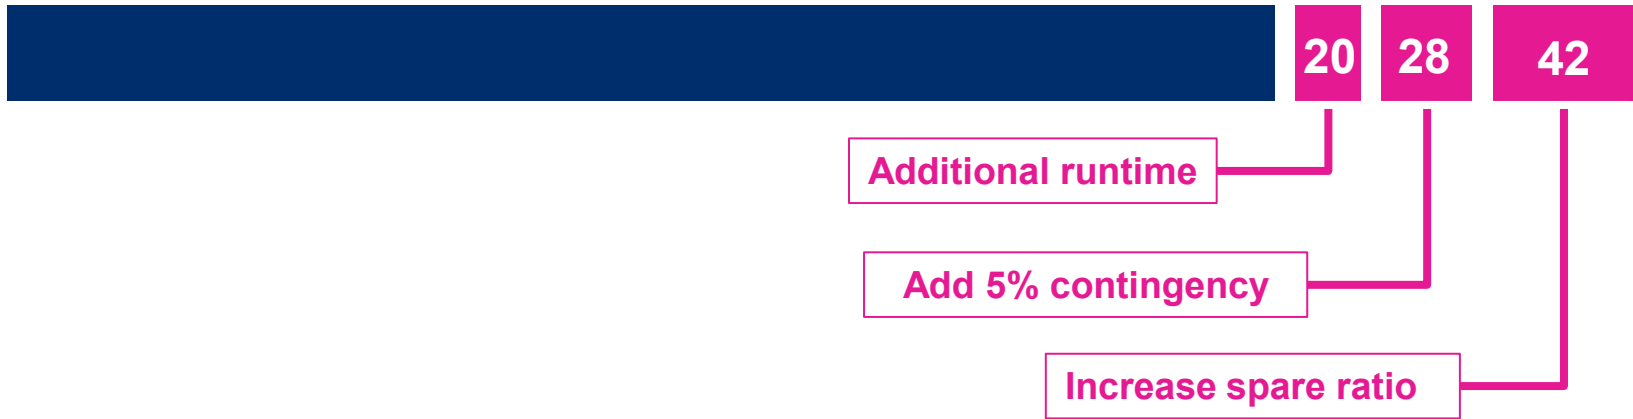 20 28 42
Additional runtime
Add 5% contingency
Increase spare ratio